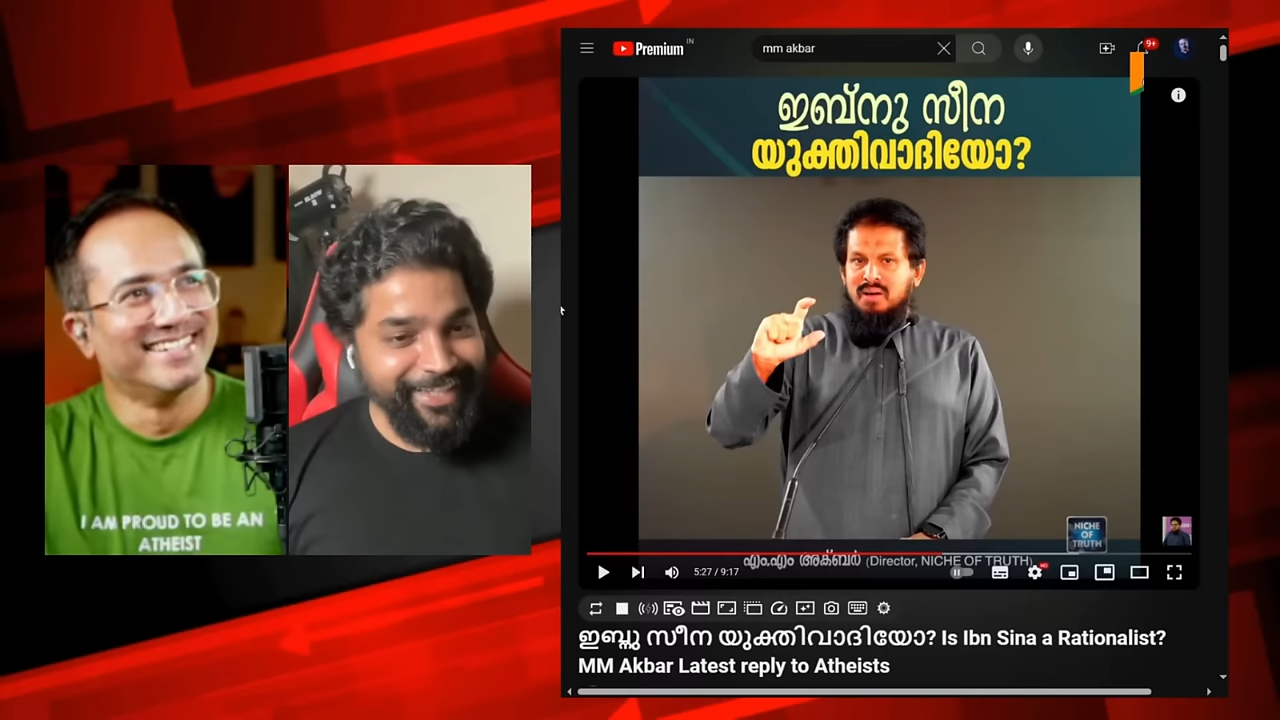 Premium IN
mm akbar
9+
ഇബ്നു സീന
യുക്തിവാദിയോ?
I AM PROUD TO BE AN
ATHEIST
NICHE
OF
TRUTH
എം.എം അക്ബർ (Director, NICHE OF TRUTH)
5:27 / 9:17
ഇബ്നു സീന യുക്തിവാദിയോ? Is Ibn Sina a Rationalist?
MM Akbar Latest reply to Atheists